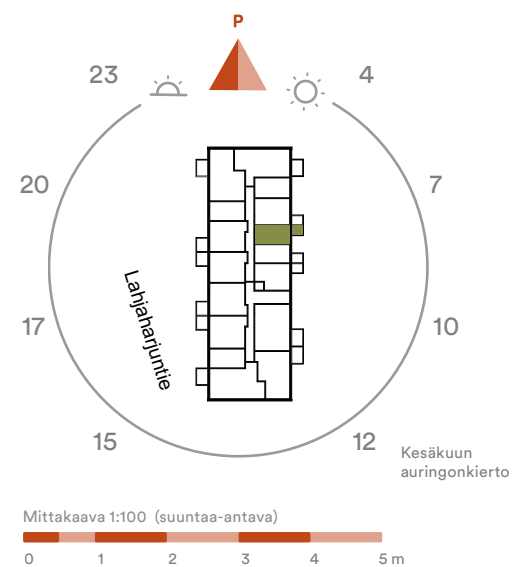 P
23
4
20
7
Lahjaharjuntie
17
10
15
12
Kesäkuun
auringonkierto
Mittakaava 1:100 (suuntaa-antava)
0 1 2 3 4 5 m